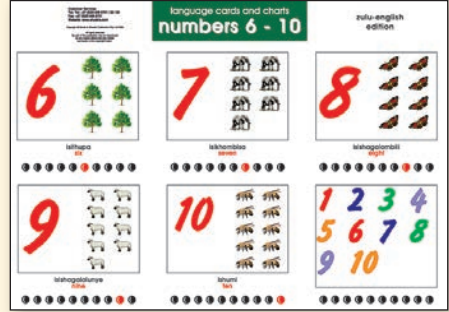 language cards and charts
numbers 6 - 10
zulu-english
edition
6
isithupa
six
7
isikhombisa
seven
8
isishagalombili
eight
9
isishagalolunye
nine
10
ishumi
ten
1 2 3 4
5 6 7 8
9 10